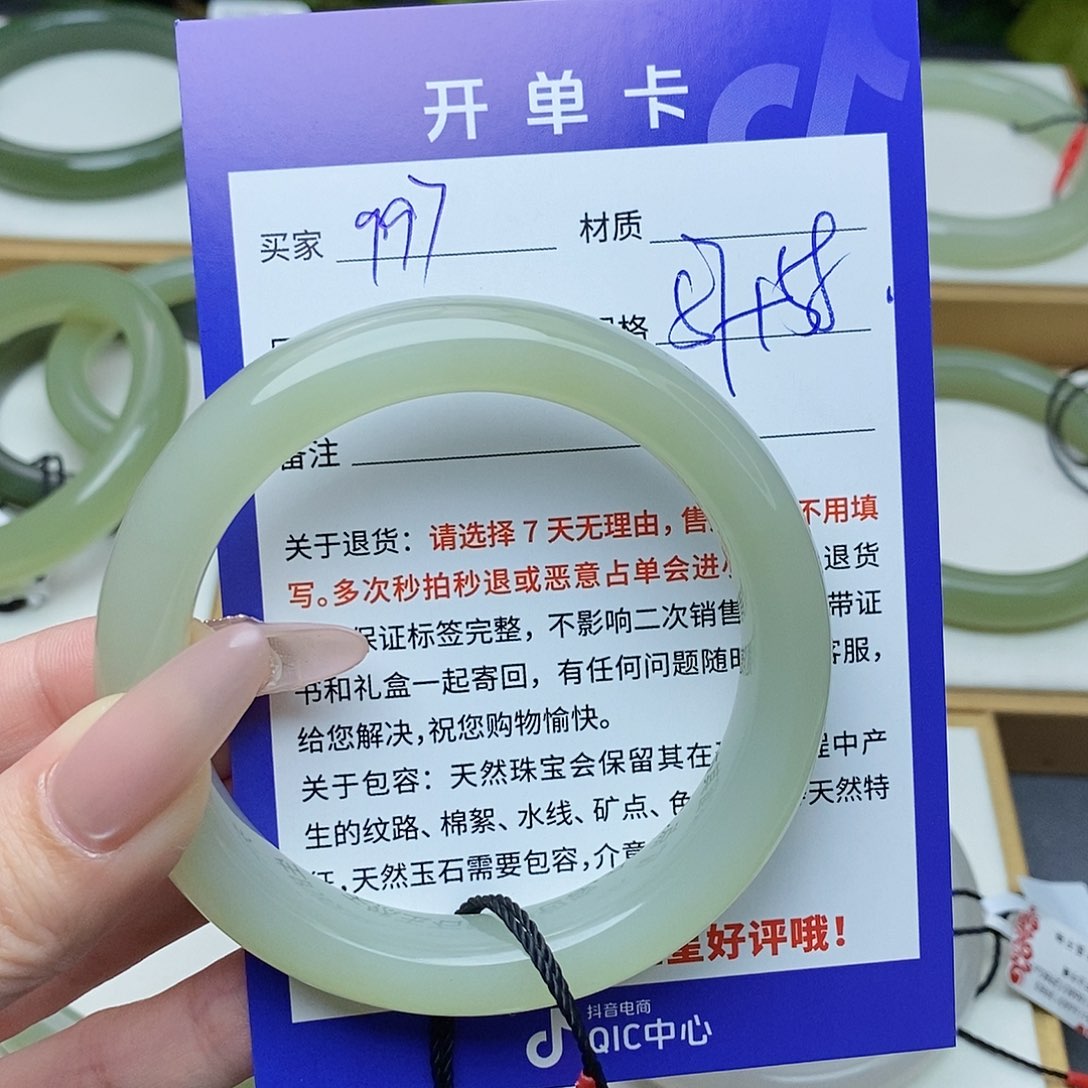 开单卡
买家 997 材质
格
备注
关于退货：请选择7天无理由，售 不用填
写。多次秒拍秒退或恶意占单会进小 退货
保证标签完整，不影响二次销售 带证
书和礼盒一起寄回，有任何问题随时 客服，
给您解决，祝您购物愉快。
关于包容：天然珠宝会保留其在 程中产
生的纹路、棉絮、水线、矿点、色 天然特
征，天然玉石需要包容，介意
星好评哦！
抖音电商
QIC中心